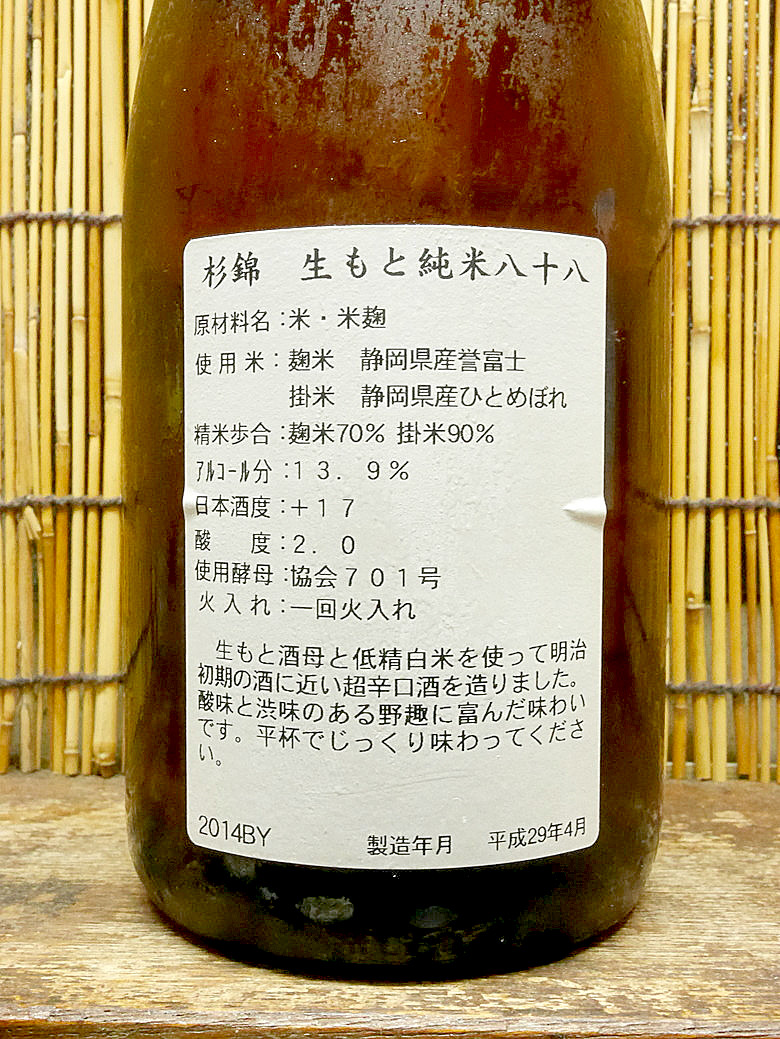 杉錦　生もと純米八十八
原材料名：米・米麹
使用米：麹米　静岡県産誉富士
掛米　静岡県産ひとめぼれ
精米歩合：麹米70％ 掛米90％
ｱﾙｺｰﾙ分：１３．９％
日本酒度：＋１７
酸　度：２．０
使用酵母：協会７０１号
火入れ：一回火入れ
生もと酒母と低精白米を使って明治
初期の酒に近い超辛口酒を造りました。
酸味と渋味のある野趣に富んだ味わい
です。平杯でじっくり味わってくださ
い。
2014BY　製造年月　平成29年4月